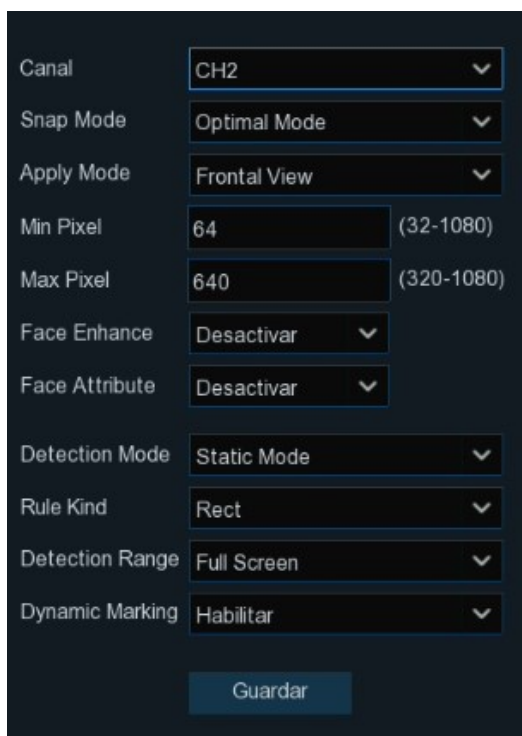 Canal CH2
Snap Mode Optimal Mode
Apply Mode Frontal View
Min Pixel 64 (32-1080)
Max Pixel 640 (320-1080)
Face Enhance Desactivar
Face Attribute Desactivar
Detection Mode Static Mode
Rule Kind Rect
Detection Range Full Screen
Dynamic Marking Habilitar
Guardar